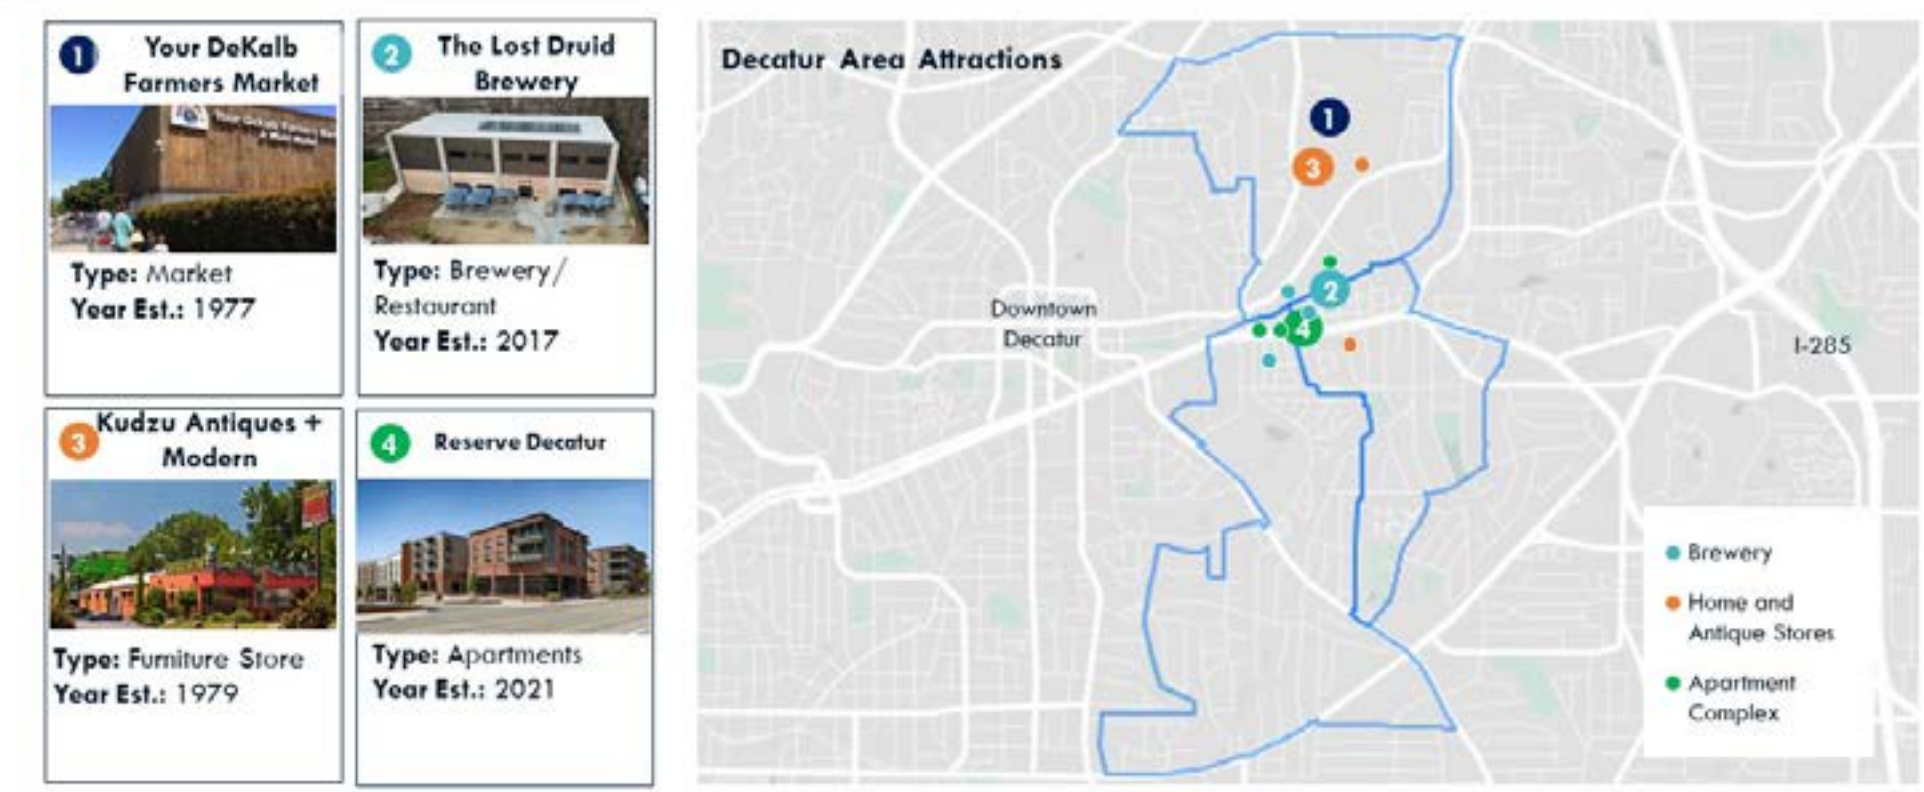 1
Your DeKalb
Farmers Market
Type: Market
Year Est.: 1977
2
The Lost Druid
Brewery
Type: Brewery/
Restaurant
Year Est.: 2017
3
Kudzu Antiques +
Modern
Type: Furniture Store
Year Est.: 1979
4
Reserve Decatur
Type: Apartments
Year Est.: 2021
Decatur Area Attractions
1
3
2
4
Downtown
Decatur
I-285
Brewery
Home and
Antique Stores
Apartment
Complex